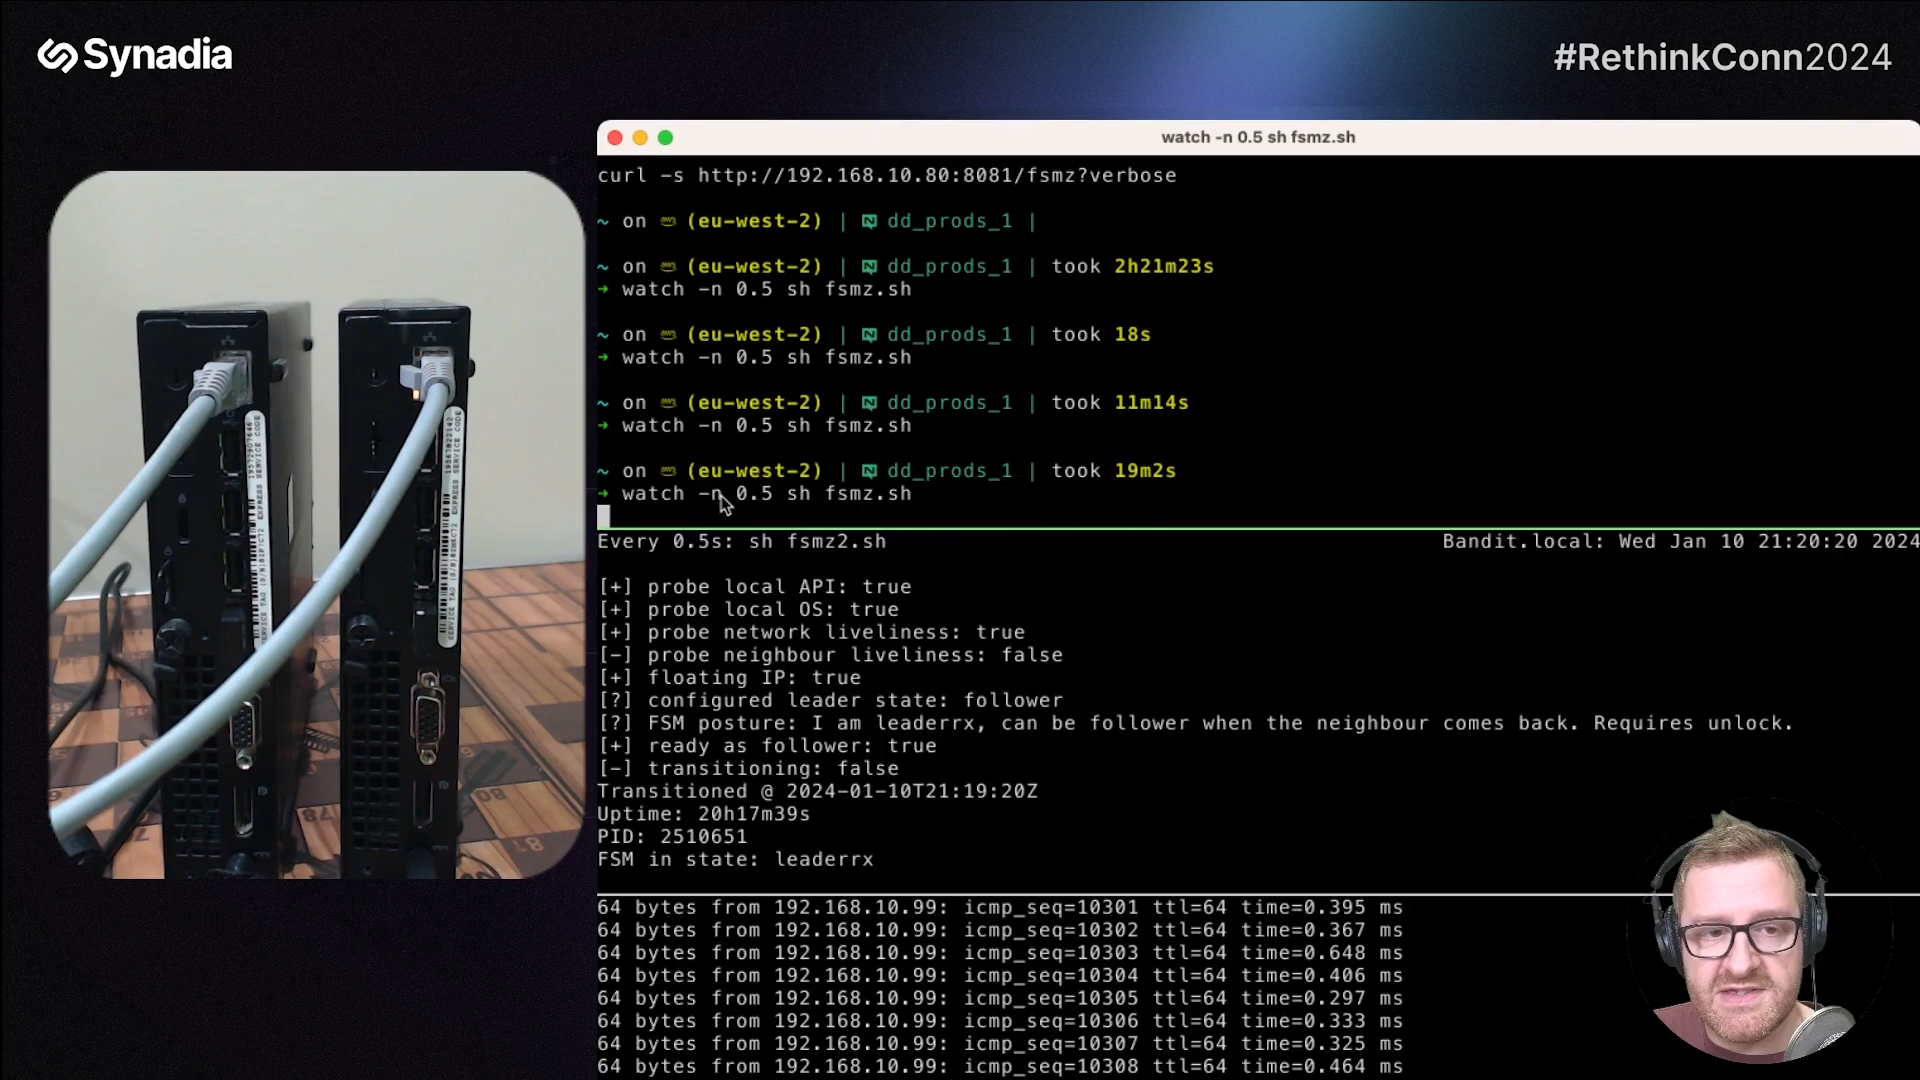 Synadia
#RethinkConn2024
watch -n 0.5 sh fsmz.sh
curl -s http://192.168.10.80:8081/fsmz?verbose
~ on (eu-west-2) | dd_prods_1 |
~ on (eu-west-2) | dd_prods_1 | took 2h21m23s
→ watch -n 0.5 sh fsmz.sh
~ on (eu-west-2) | dd_prods_1 | took 18s
→ watch -n 0.5 sh fsmz.sh
~ on (eu-west-2) | dd_prods_1 | took 11m14s
→ watch -n 0.5 sh fsmz.sh
~ on (eu-west-2) | dd_prods_1 | took 19m2s
→ watch -n 0.5 sh fsmz.sh
Every 0.5s: sh fsmz2.sh Bandit.local: Wed Jan 10 21:20:20 2024
[+] probe local API: true
[+] probe local OS: true
[+] probe network liveliness: true
[-] probe neighbour liveliness: false
[+] floating IP: true
[?] configured leader state: follower
[?] FSM posture: I am leaderrx, can be follower when the neighbour comes back. Requires unlock.
[+] ready as follower: true
[-] transitioning: false
Transitioned @ 2024-01-10T21:19:20Z
Uptime: 20h17m39s
PID: 2510651
FSM in state: leaderrx
64 bytes from 192.168.10.99: icmp_seq=10301 ttl=64 time=0.395 ms
64 bytes from 192.168.10.99: icmp_seq=10302 ttl=64 time=0.367 ms
64 bytes from 192.168.10.99: icmp_seq=10303 ttl=64 time=0.648 ms
64 bytes from 192.168.10.99: icmp_seq=10304 ttl=64 time=0.406 ms
64 bytes from 192.168.10.99: icmp_seq=10305 ttl=64 time=0.297 ms
64 bytes from 192.168.10.99: icmp_seq=10306 ttl=64 time=0.333 ms
64 bytes from 192.168.10.99: icmp_seq=10307 ttl=64 time=0.325 ms
64 bytes from 192.168.10.99: icmp_seq=10308 ttl=64 time=0.464 ms
EXPRESS SERVICE CODE
EXPRESS SERVICE CODE
78
80
87